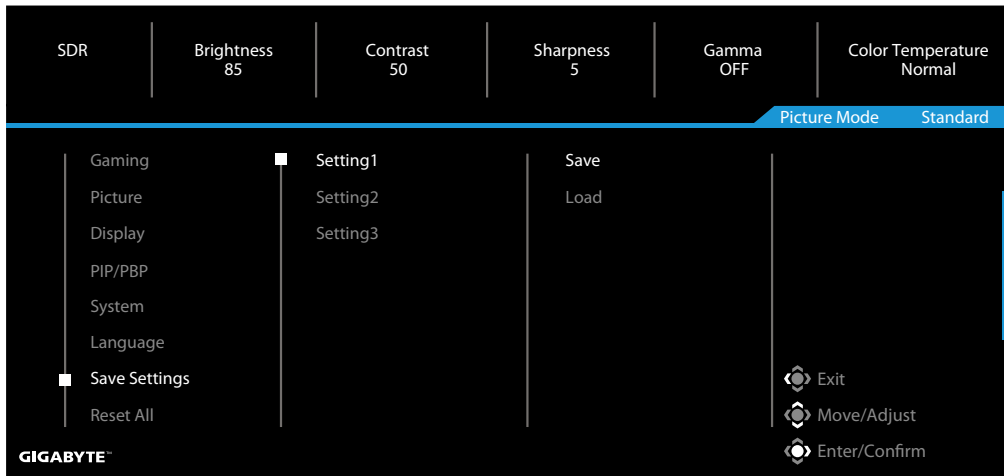 SDR
Brightness
85
Contrast
50
Sharpness
5
Gamma
OFF
Color Temperature
Normal
Picture Mode Standard
Gaming
Picture
Display
PIP/PBP
System
Language
Save Settings
Reset All
Setting1
Setting2
Setting3
Save
Load
Exit
Move/Adjust
Enter/Confirm
GIGABYTE™